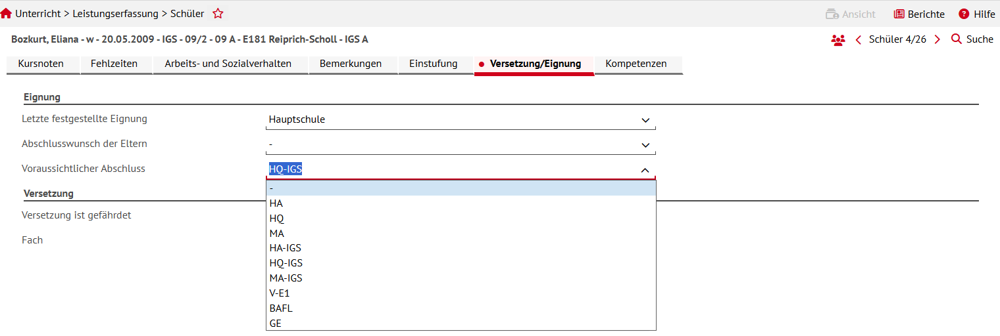 Unterricht > Leistungserfassung > Schüler
Ansicht Berichte Hilfe
Bozkurt, Eliana - w - 20.05.2009 - IGS - 09/2 - 09 A - E181 Reiprich-Scholl - IGS A
Schüler 4/26 Suche
Kursnoten Fehlzeiten Arbeits- und Sozialverhalten Bemerkungen Einstufung Versetzung/Eignung Kompetenzen
Eignung
Letzte festgestellte Eignung Hauptschule
Abschlusswunsch der Eltern -
Voraussichtlicher Abschluss HQ-IGS
-
HA
HQ
MA
HA-IGS
HQ-IGS
MA-IGS
V-E1
BAFL
GE
Versetzung
Versetzung ist gefährdet
Fach